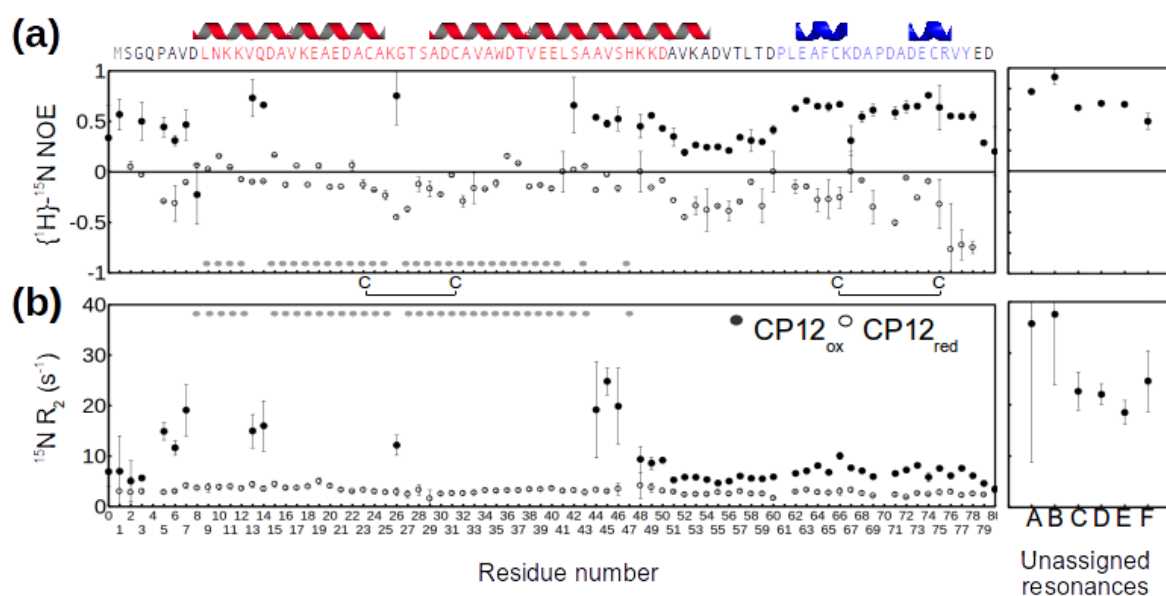 (a)
MSGQPAVDLNKKVQDAVKEAEDACAKGTSADCAVAWDTVEELSAAVSHKKDAVKADVTLTDPLEAFCKDAPDADECRVYED
1
0.5
0
-0.5
-1
{¹H}-¹⁵N NOE
C C C C
(b)
40
30
20
10
0
¹⁵N R₂ (s⁻¹)
CP12ox CP12red
0 2 4 6 8 10 12 14 16 18 20 22 24 26 28 30 32 34 36 38 40 42 44 46 48 50 52 54 56 58 60 62 64 66 68 70 72 74 76 78
1 3 5 7 9 11 13 15 17 19 21 23 25 27 29 31 33 35 37 39 41 43 45 47 49 51 53 55 57 59 61 63 65 67 69 71 73 75 77 79
A B C D E F
Residue number
Unassigned
resonances